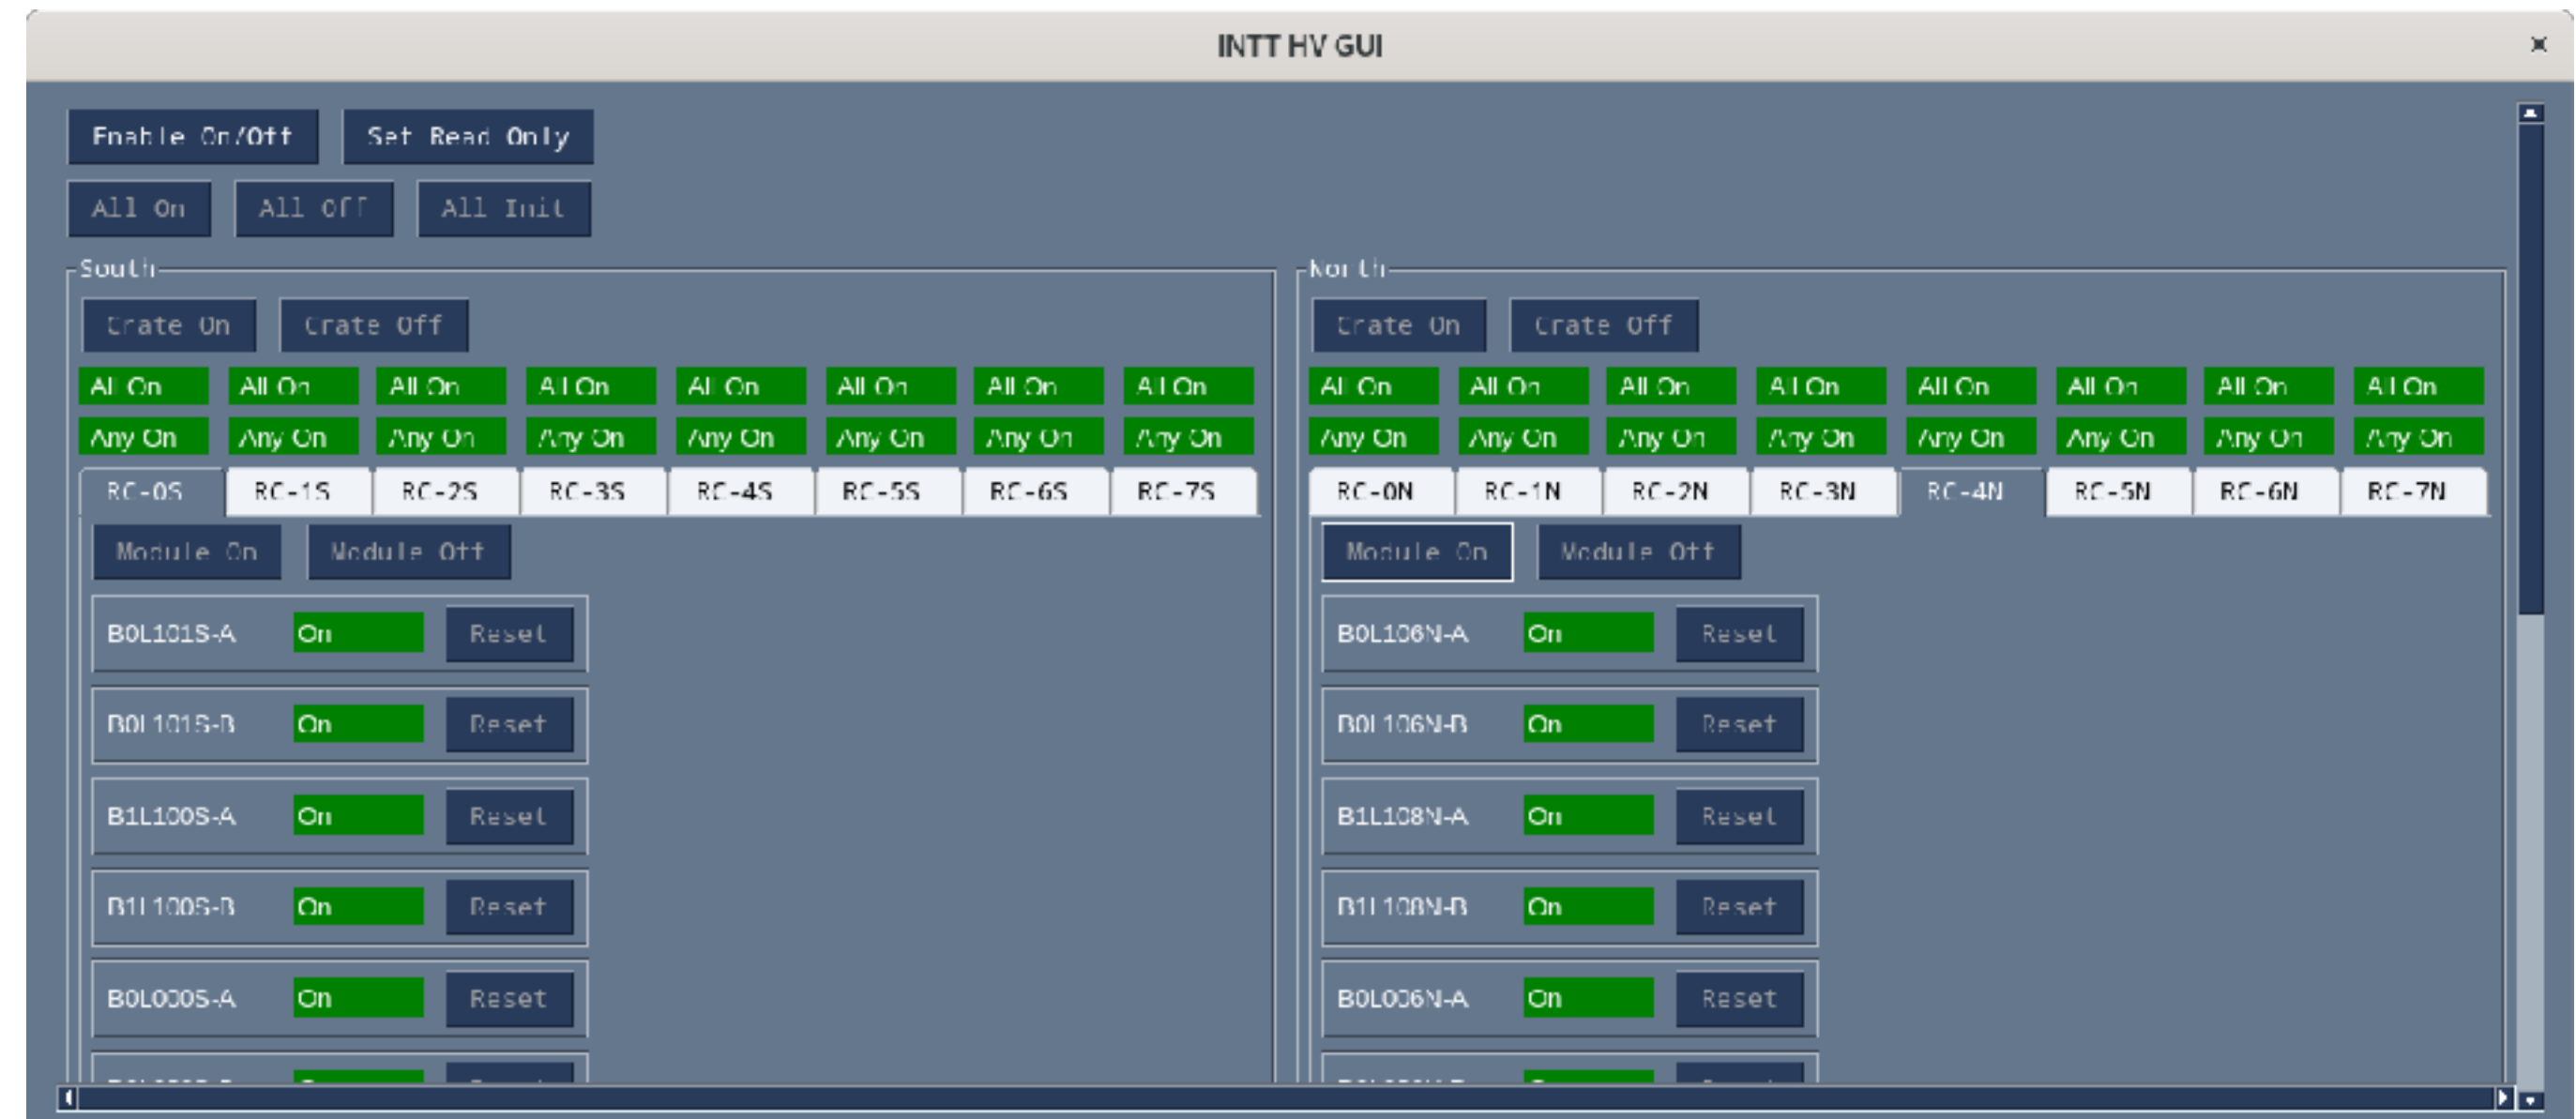 INTT HV GUI
Enable On/Off Set Read Only
All On All Off All Init
South
Crate On Crate Off
All On All On All On All On All On All On All On All On
Any On Any On Any On Any On Any On Any On Any On Any On
RC-0S RC-1S RC-2S RC-3S RC-4S RC-5S RC-6S RC-7S
Module On Module Off
B0L101S-A On Reset
B0L101S-B On Reset
B1L100S-A On Reset
B1L100S-B On Reset
B0L000S-A On Reset
North
Crate On Crate Off
All On All On All On All On All On All On All On All On
Any On Any On Any On Any On Any On Any On Any On Any On
RC-0N RC-1N RC-2N RC-3N RC-4N RC-5N RC-6N RC-7N
Module On Module Off
B0L106N-A On Reset
B0L106N-B On Reset
B1L108N-A On Reset
B1L108N-B On Reset
B0L006N-A On Reset